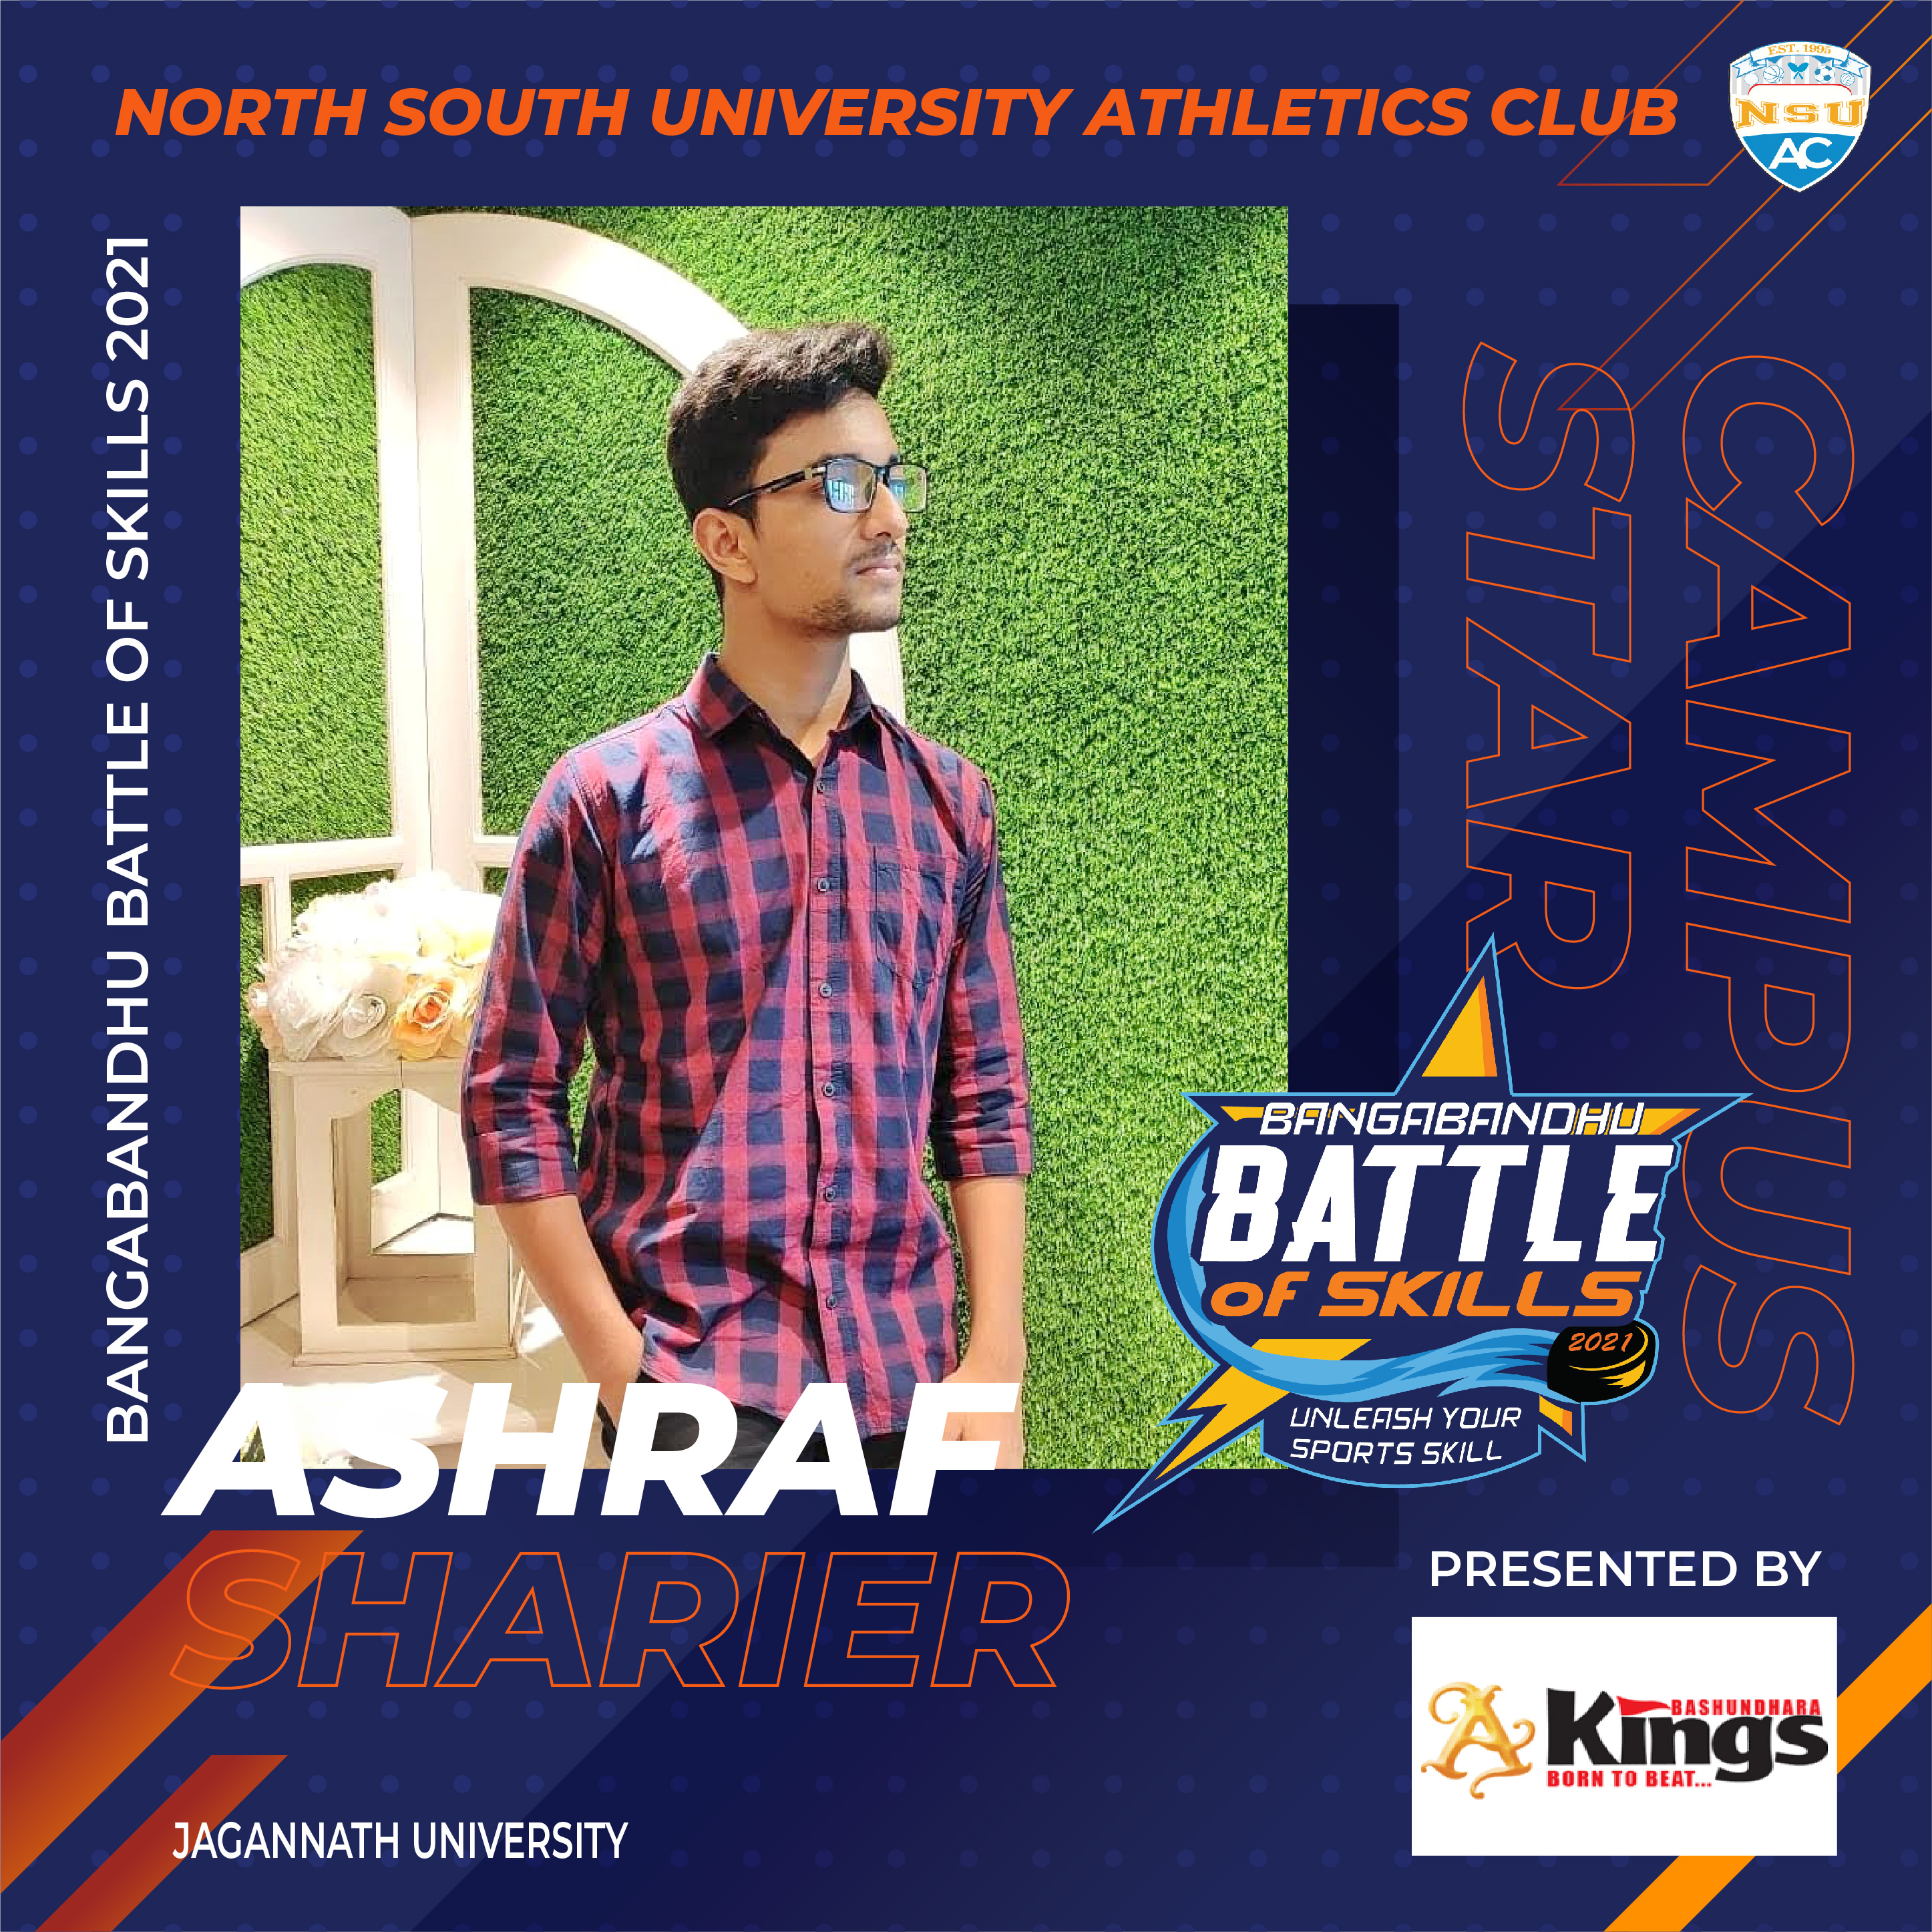 NORTH SOUTH UNIVERSITY ATHLETICS CLUB
EST. 1995
NSU
AC
BANGABANDHU BATTLE OF SKILLS 2021
CAMPUS
STAR
BANGABANDHU
BATTLE
OF SKILLS
2021
UNLEASH YOUR
SPORTS SKILL
ASHRAF
SHARIER
JAGANNATH UNIVERSITY
PRESENTED BY
A
BASHUNDHARA
Kings
BORN TO BEAT...